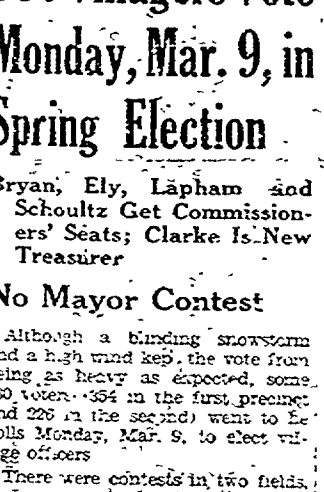 Villagers Vote
Monday, Mar. 9, in
Spring Election
Bryan, Ely, Lapham and
Schoultz Get Commission-
ers' Seats; Clarke Is New
Treasurer
No Mayor Contest
Although a blinding snowstorm
and a high wind kept the vote from
being as heavy as expected, some
voters (354 in the first precinct
and 226 in the second) went to the
polls Monday, Mar. 9, to elect vil-
lage officers
There were contests in two fields,